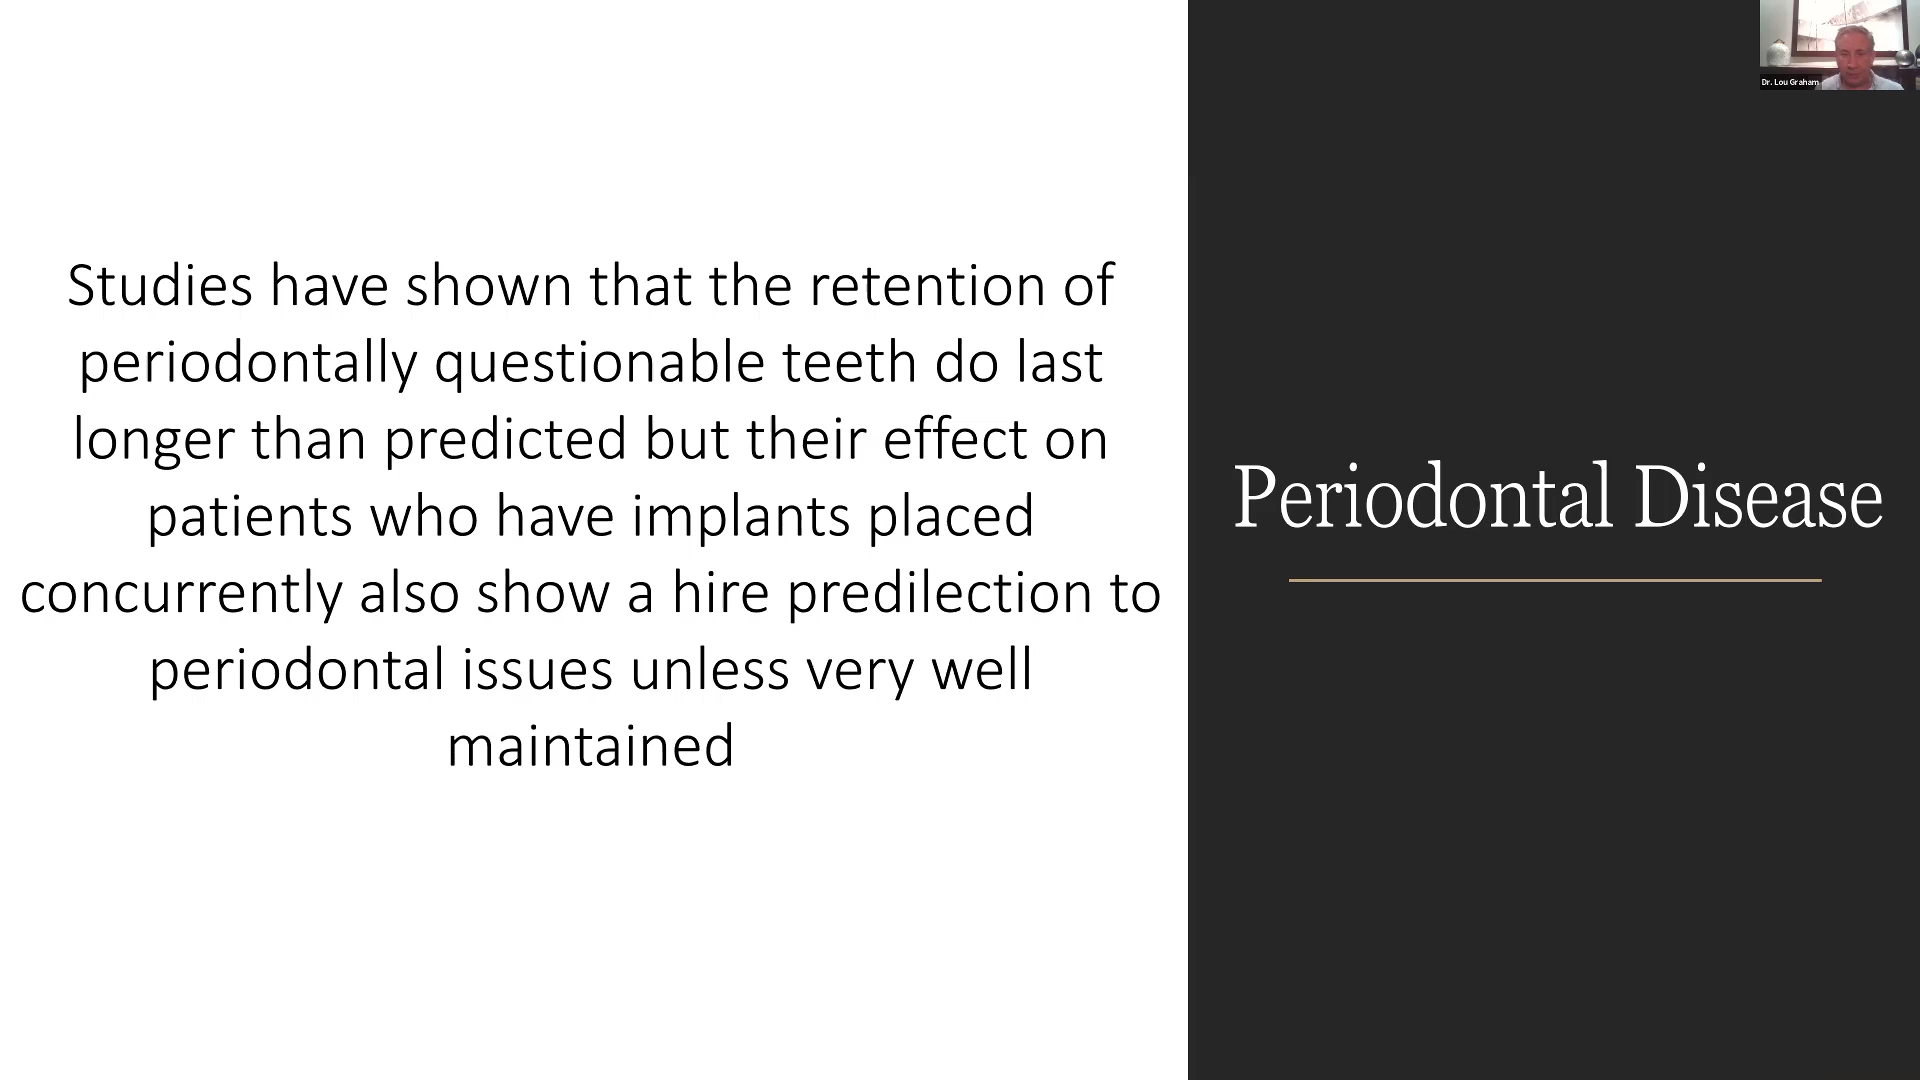 Studies have shown that the retention of
periodontally questionable teeth do last
longer than predicted but their effect on
patients who have implants placed
concurrently also show a hire predilection to
periodontal issues unless very well
maintained
Periodontal Disease
Dr. Lou Graham